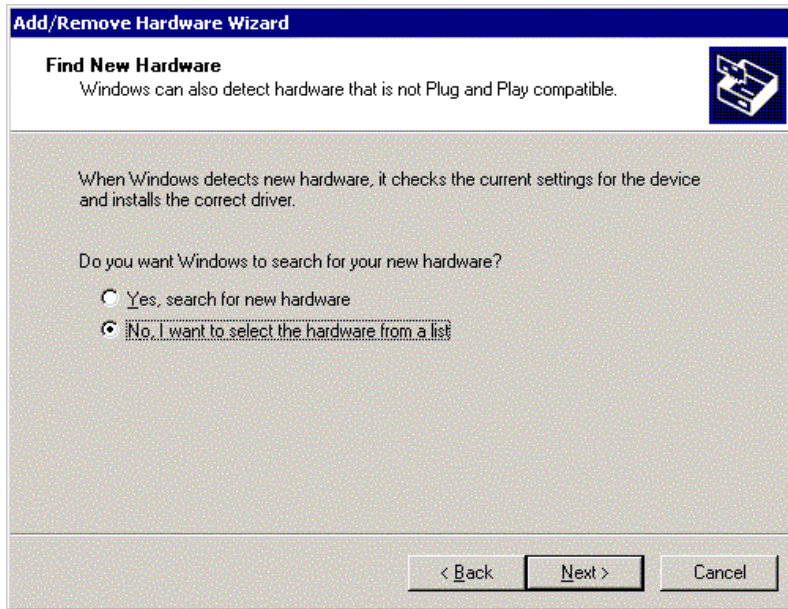 Add/Remove Hardware Wizard
Find New Hardware
Windows can also detect hardware that is not Plug and Play compatible.
When Windows detects new hardware, it checks the current settings for the device
and installs the correct driver.
Do you want Windows to search for your new hardware?
Yes, search for new hardware
No, I want to select the hardware from a list
< Back Next > Cancel